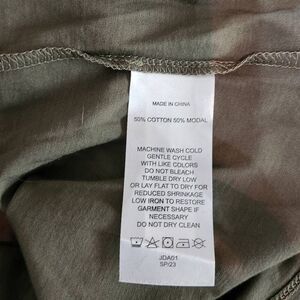 MADE IN CHINA
50% COTTON 50% MODAL
MACHINE WASH COLD
GENTLE CYCLE
WITH LIKE COLORS
DO NOT BLEACH
TUMBLE DRY LOW
OR LAY FLAT TO DRY FOR
REDUCED SHRINKAGE
LOW IRON TO RESTORE
GARMENT SHAPE IF
NECESSARY
DO NOT DRY CLEAN
JDA01
SP/23